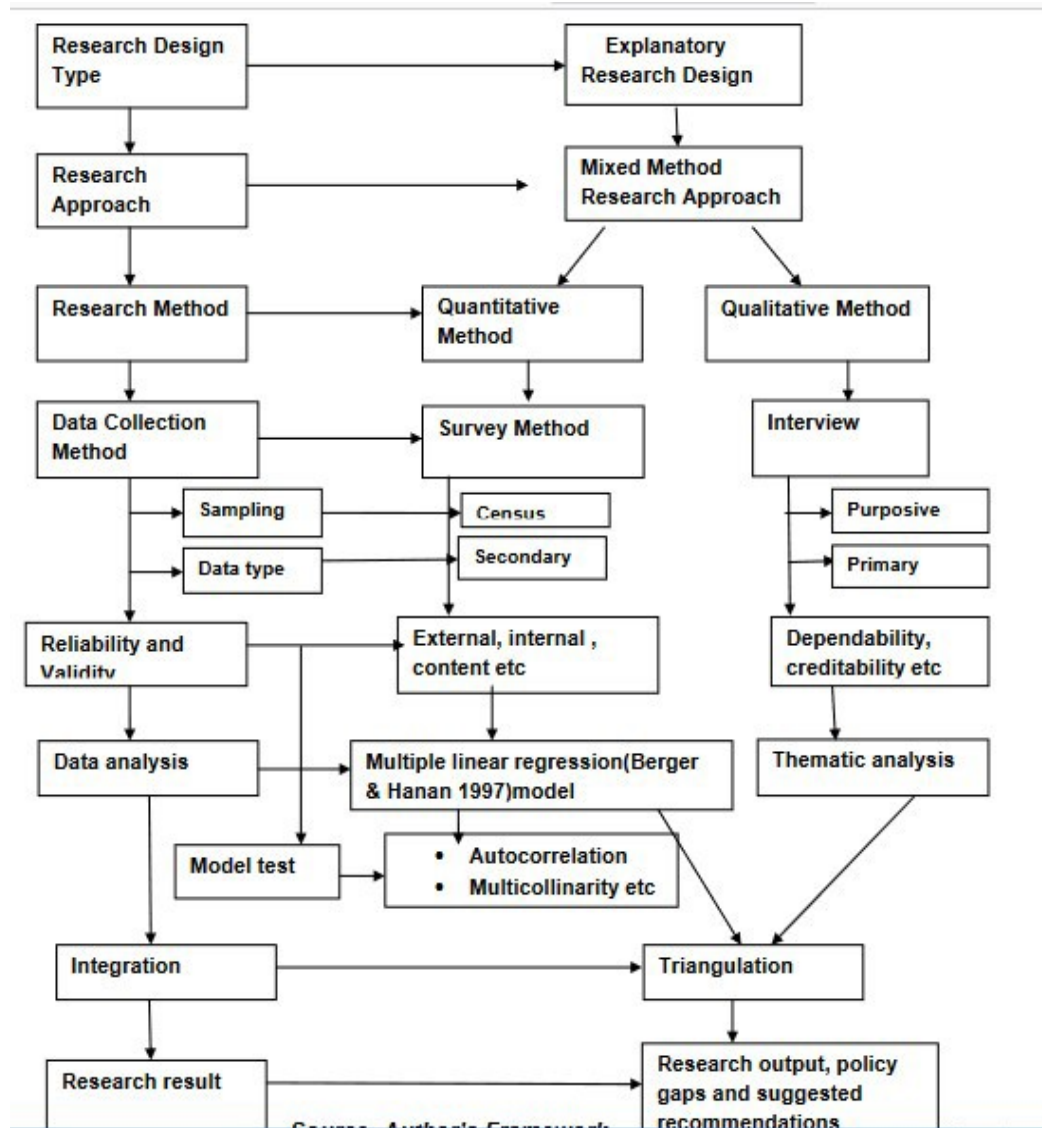 Research Design
Type
Explanatory
Research Design
Research
Approach
Mixed Method
Research Approach
Research Method
Quantitative
Method
Qualitative Method
Data Collection
Method
Survey Method
Interview
Sampling
Census
Purposive
Data type
Secondary
Primary
Reliability and
Validity
External, internal ,
content etc
Dependability,
creditability etc
Data analysis
Multiple linear regression(Berger
& Hanan 1997)model
Thematic analysis
Model test
• Autocorrelation
• Multicollinarity etc
Integration
Triangulation
Research result
Research output, policy
gaps and suggested
recommendations
Source Author's Framework